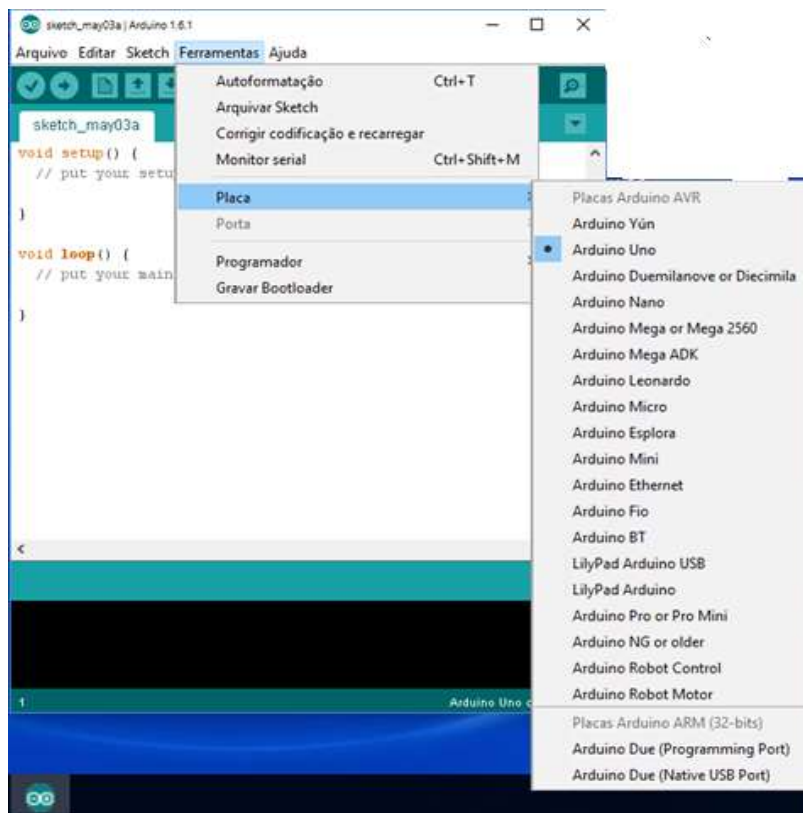 sketch_may03a | Arduino 1.6.1
Arquivo Editar Sketch Ferramentas Ajuda
sketch_may03a
void setup() {
// put your setu
}
void loop() {
// put your main
}
Autoformatação Ctrl+T
Arquivar Sketch
Corrigir codificação e recarregar
Monitor serial Ctrl+Shift+M
Placa
Porta
Programador
Gravar Bootloader
Placas Arduino AVR
Arduino Yún
Arduino Uno
Arduino Duemilanove or Diecimila
Arduino Nano
Arduino Mega or Mega 2560
Arduino Mega ADK
Arduino Leonardo
Arduino Micro
Arduino Esplora
Arduino Mini
Arduino Ethernet
Arduino Fio
Arduino BT
LilyPad Arduino USB
LilyPad Arduino
Arduino Pro or Pro Mini
Arduino NG or older
Arduino Robot Control
Arduino Robot Motor
Placas Arduino ARM (32-bits)
Arduino Due (Programming Port)
Arduino Due (Native USB Port)
1 Arduino Uno